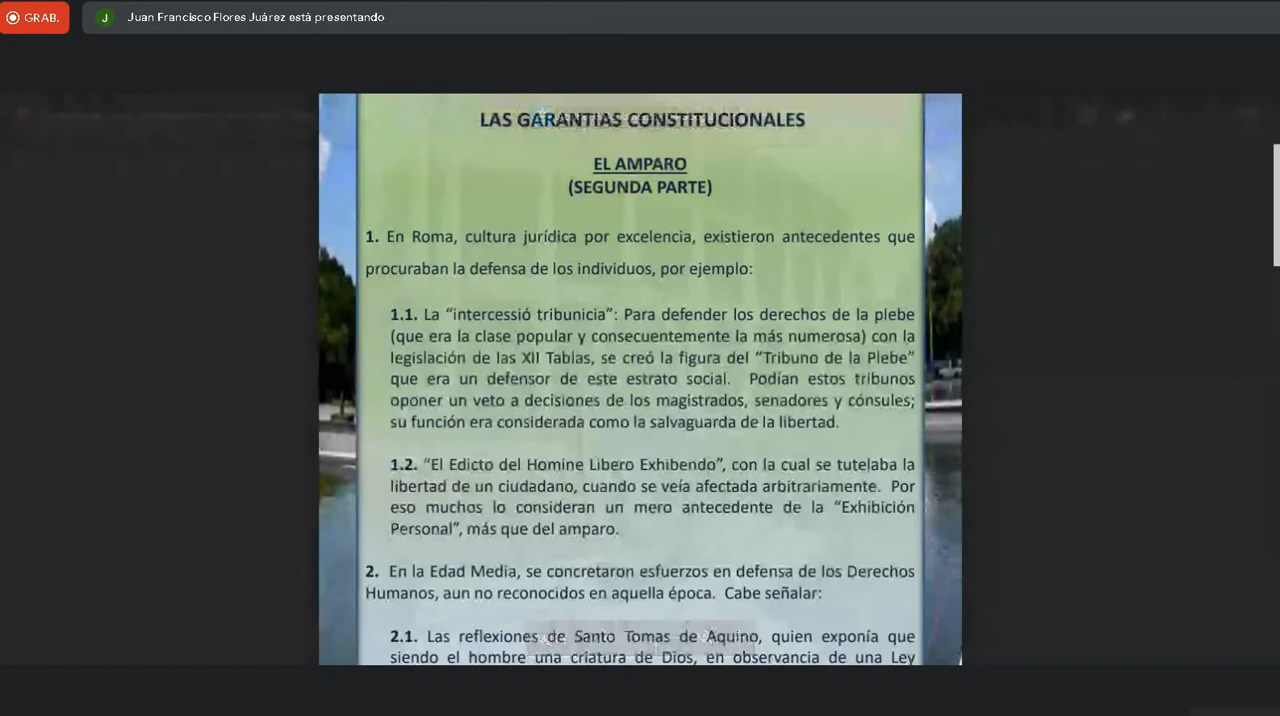 GRAB.
J
Juan Francisco Flores Juárez está presentando
LAS GARANTIAS CONSTITUCIONALES
EL AMPARO
(SEGUNDA PARTE)
1. En Roma, cultura jurídica por excelencia, existieron antecedentes que
procuraban la defensa de los individuos, por ejemplo:
1.1. La “intercessió tribunicia”: Para defender los derechos de la plebe
(que era la clase popular y consecuentemente la más numerosa) con la
legislación de las XII Tablas, se creó la figura del “Tribuno de la Plebe”
que era un defensor de este estrato social. Podían estos tribunos
oponer un veto a decisiones de los magistrados, senadores y cónsules;
su función era considerada como la salvaguarda de la libertad.
1.2. “El Edicto del Homine Libero Exhibendo”, con la cual se tutelaba la
libertad de un ciudadano, cuando se veía afectada arbitrariamente. Por
eso muchos lo consideran un mero antecedente de la “Exhibición
Personal”, más que del amparo.
2. En la Edad Media, se concretaron esfuerzos en defensa de los Derechos
Humanos, aun no reconocidos en aquella época. Cabe señalar:
2.1. Las reflexiones de Santo Tomas de Aquino, quien exponía que
siendo el hombre una criatura de Dios, en observancia de una Ley